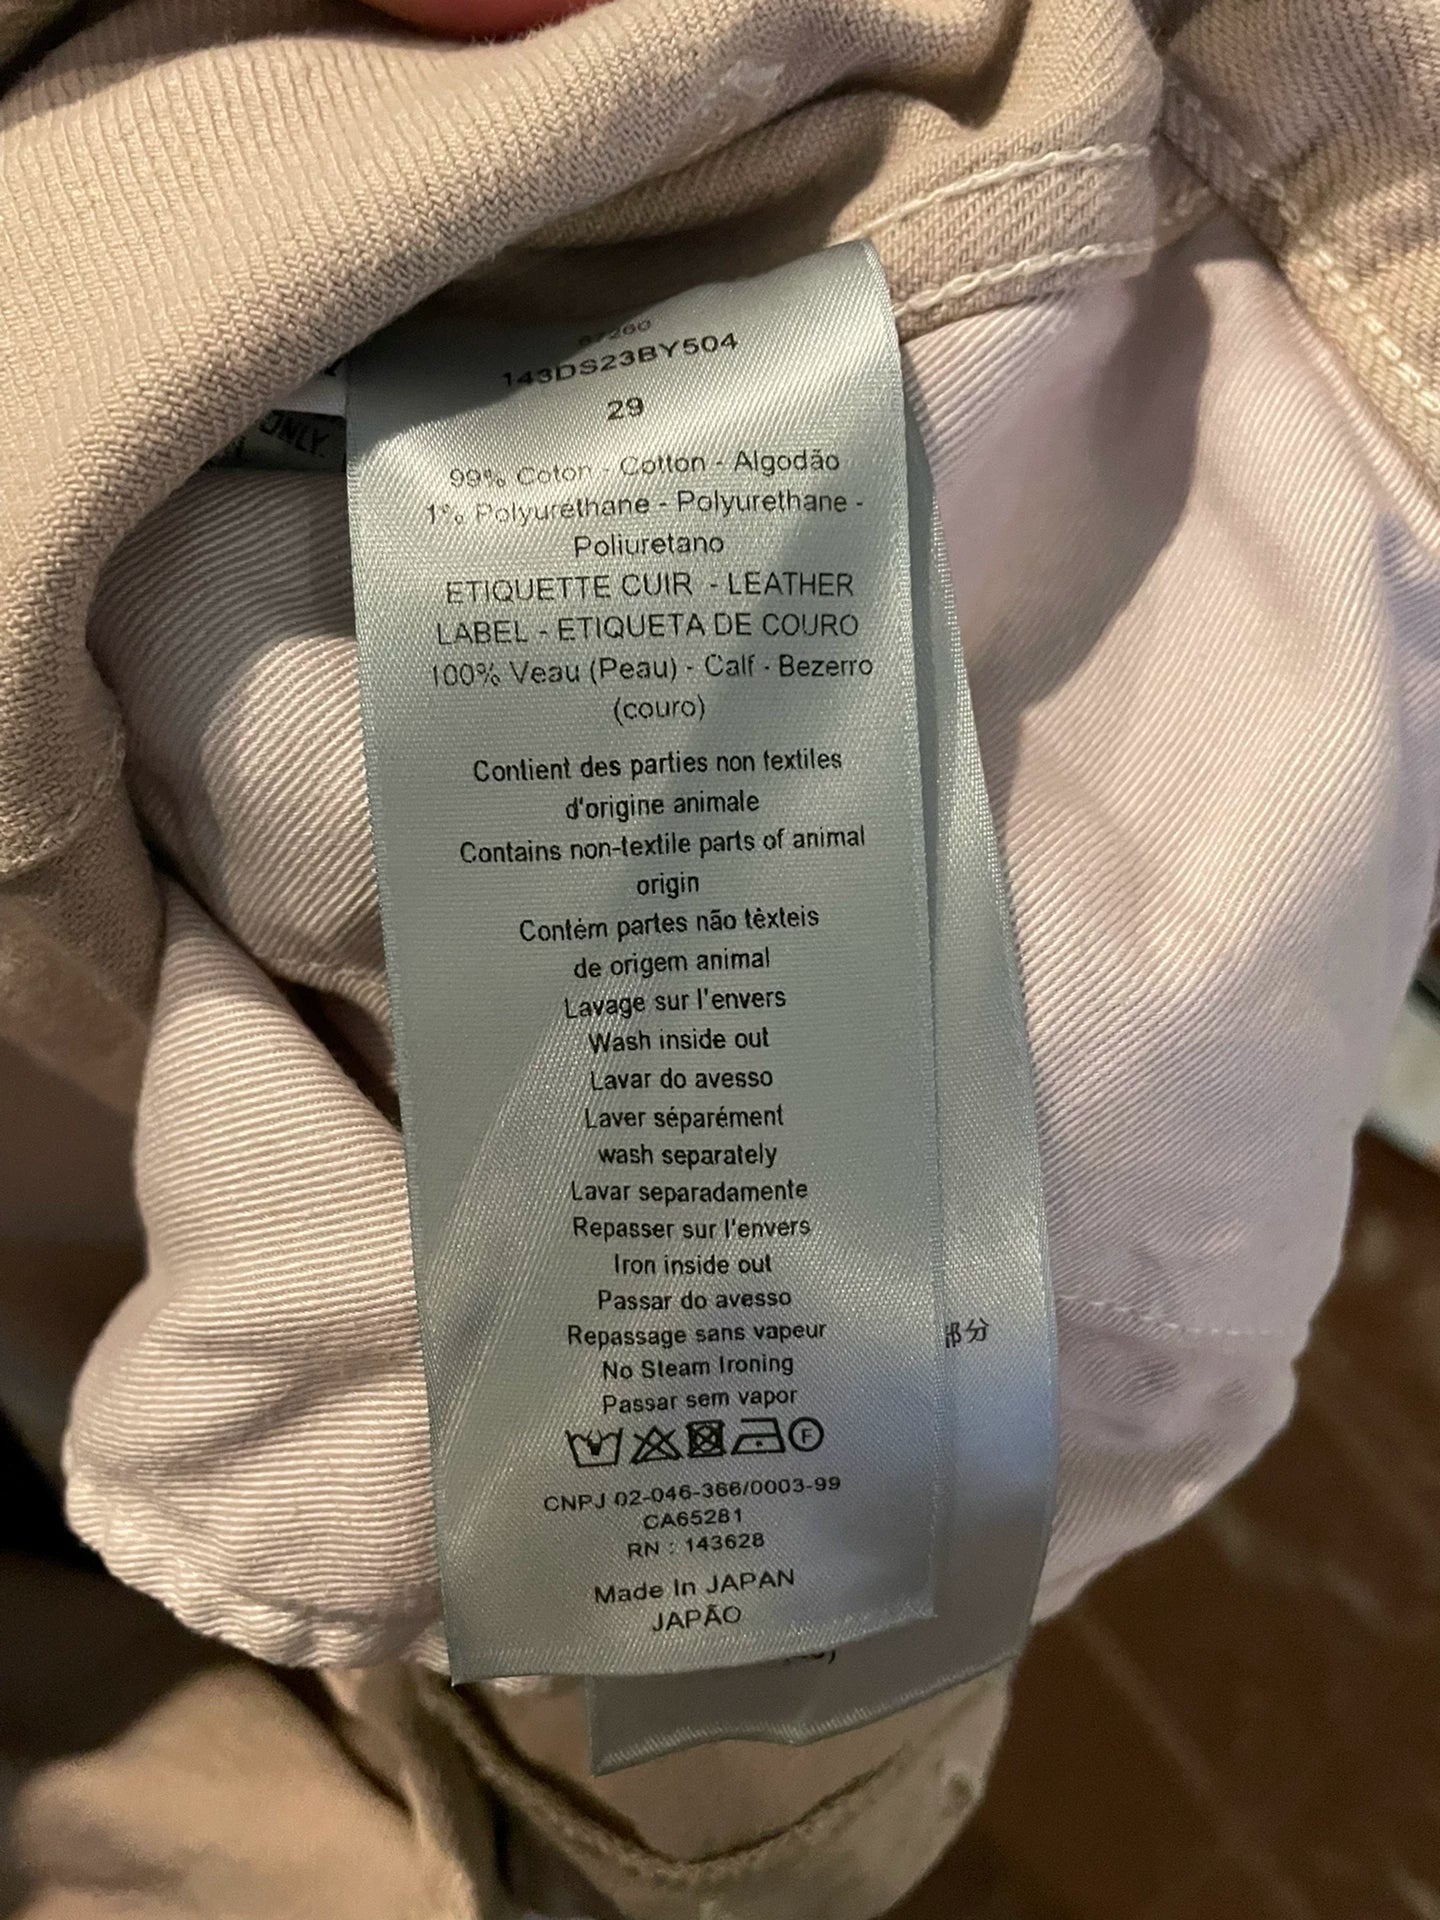 143DS23BY504
29
99% Coton - Cotton - Algodão
1% Polyuréthane - Polyurethane -
Poliuretano
ETIQUETTE CUIR - LEATHER
LABEL - ETIQUETA DE COURO
100% Veau (Peau) - Calf - Bezerro
(couro)
Contient des parties non textiles
d'origine animale
Contains non-textile parts of animal
origin
Contém partes não têxteis
de origem animal
Lavage sur l'envers
Wash inside out
Lavar do avesso
Laver séparément
wash separately
Lavar separadamente
Repasser sur l'envers
Iron inside out
Passar do avesso
Repassage sans vapeur
No Steam Ironing
Passar sem vapor
F
CNPJ 02-046-366/0003-99
CA65281
RN : 143628
Made In JAPAN
JAPÃO
ONLY.
部分